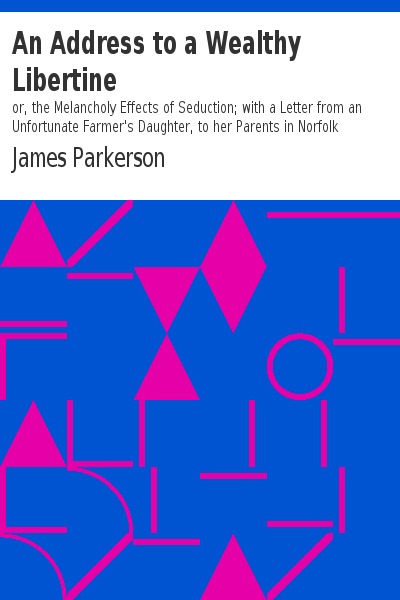 An Address to a Wealthy
Libertine
or, the Melancholy Effects of Seduction; with a Letter from an
Unfortunate Farmer's Daughter, to her Parents in Norfolk
James Parkerson